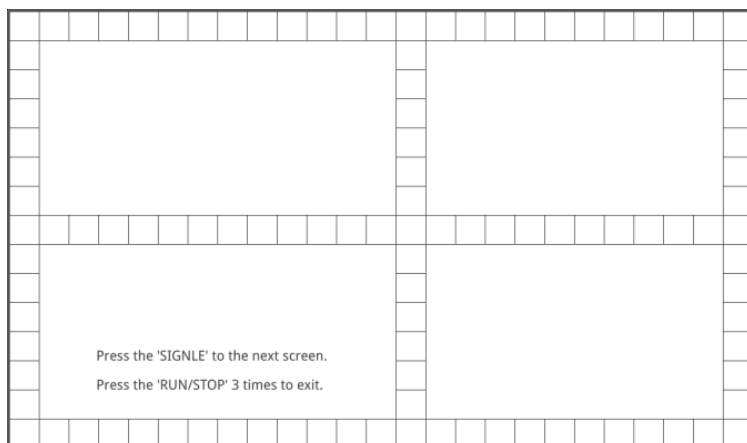 Press the 'SIGNLE' to the next screen.
Press the 'RUN/STOP' 3 times to exit.